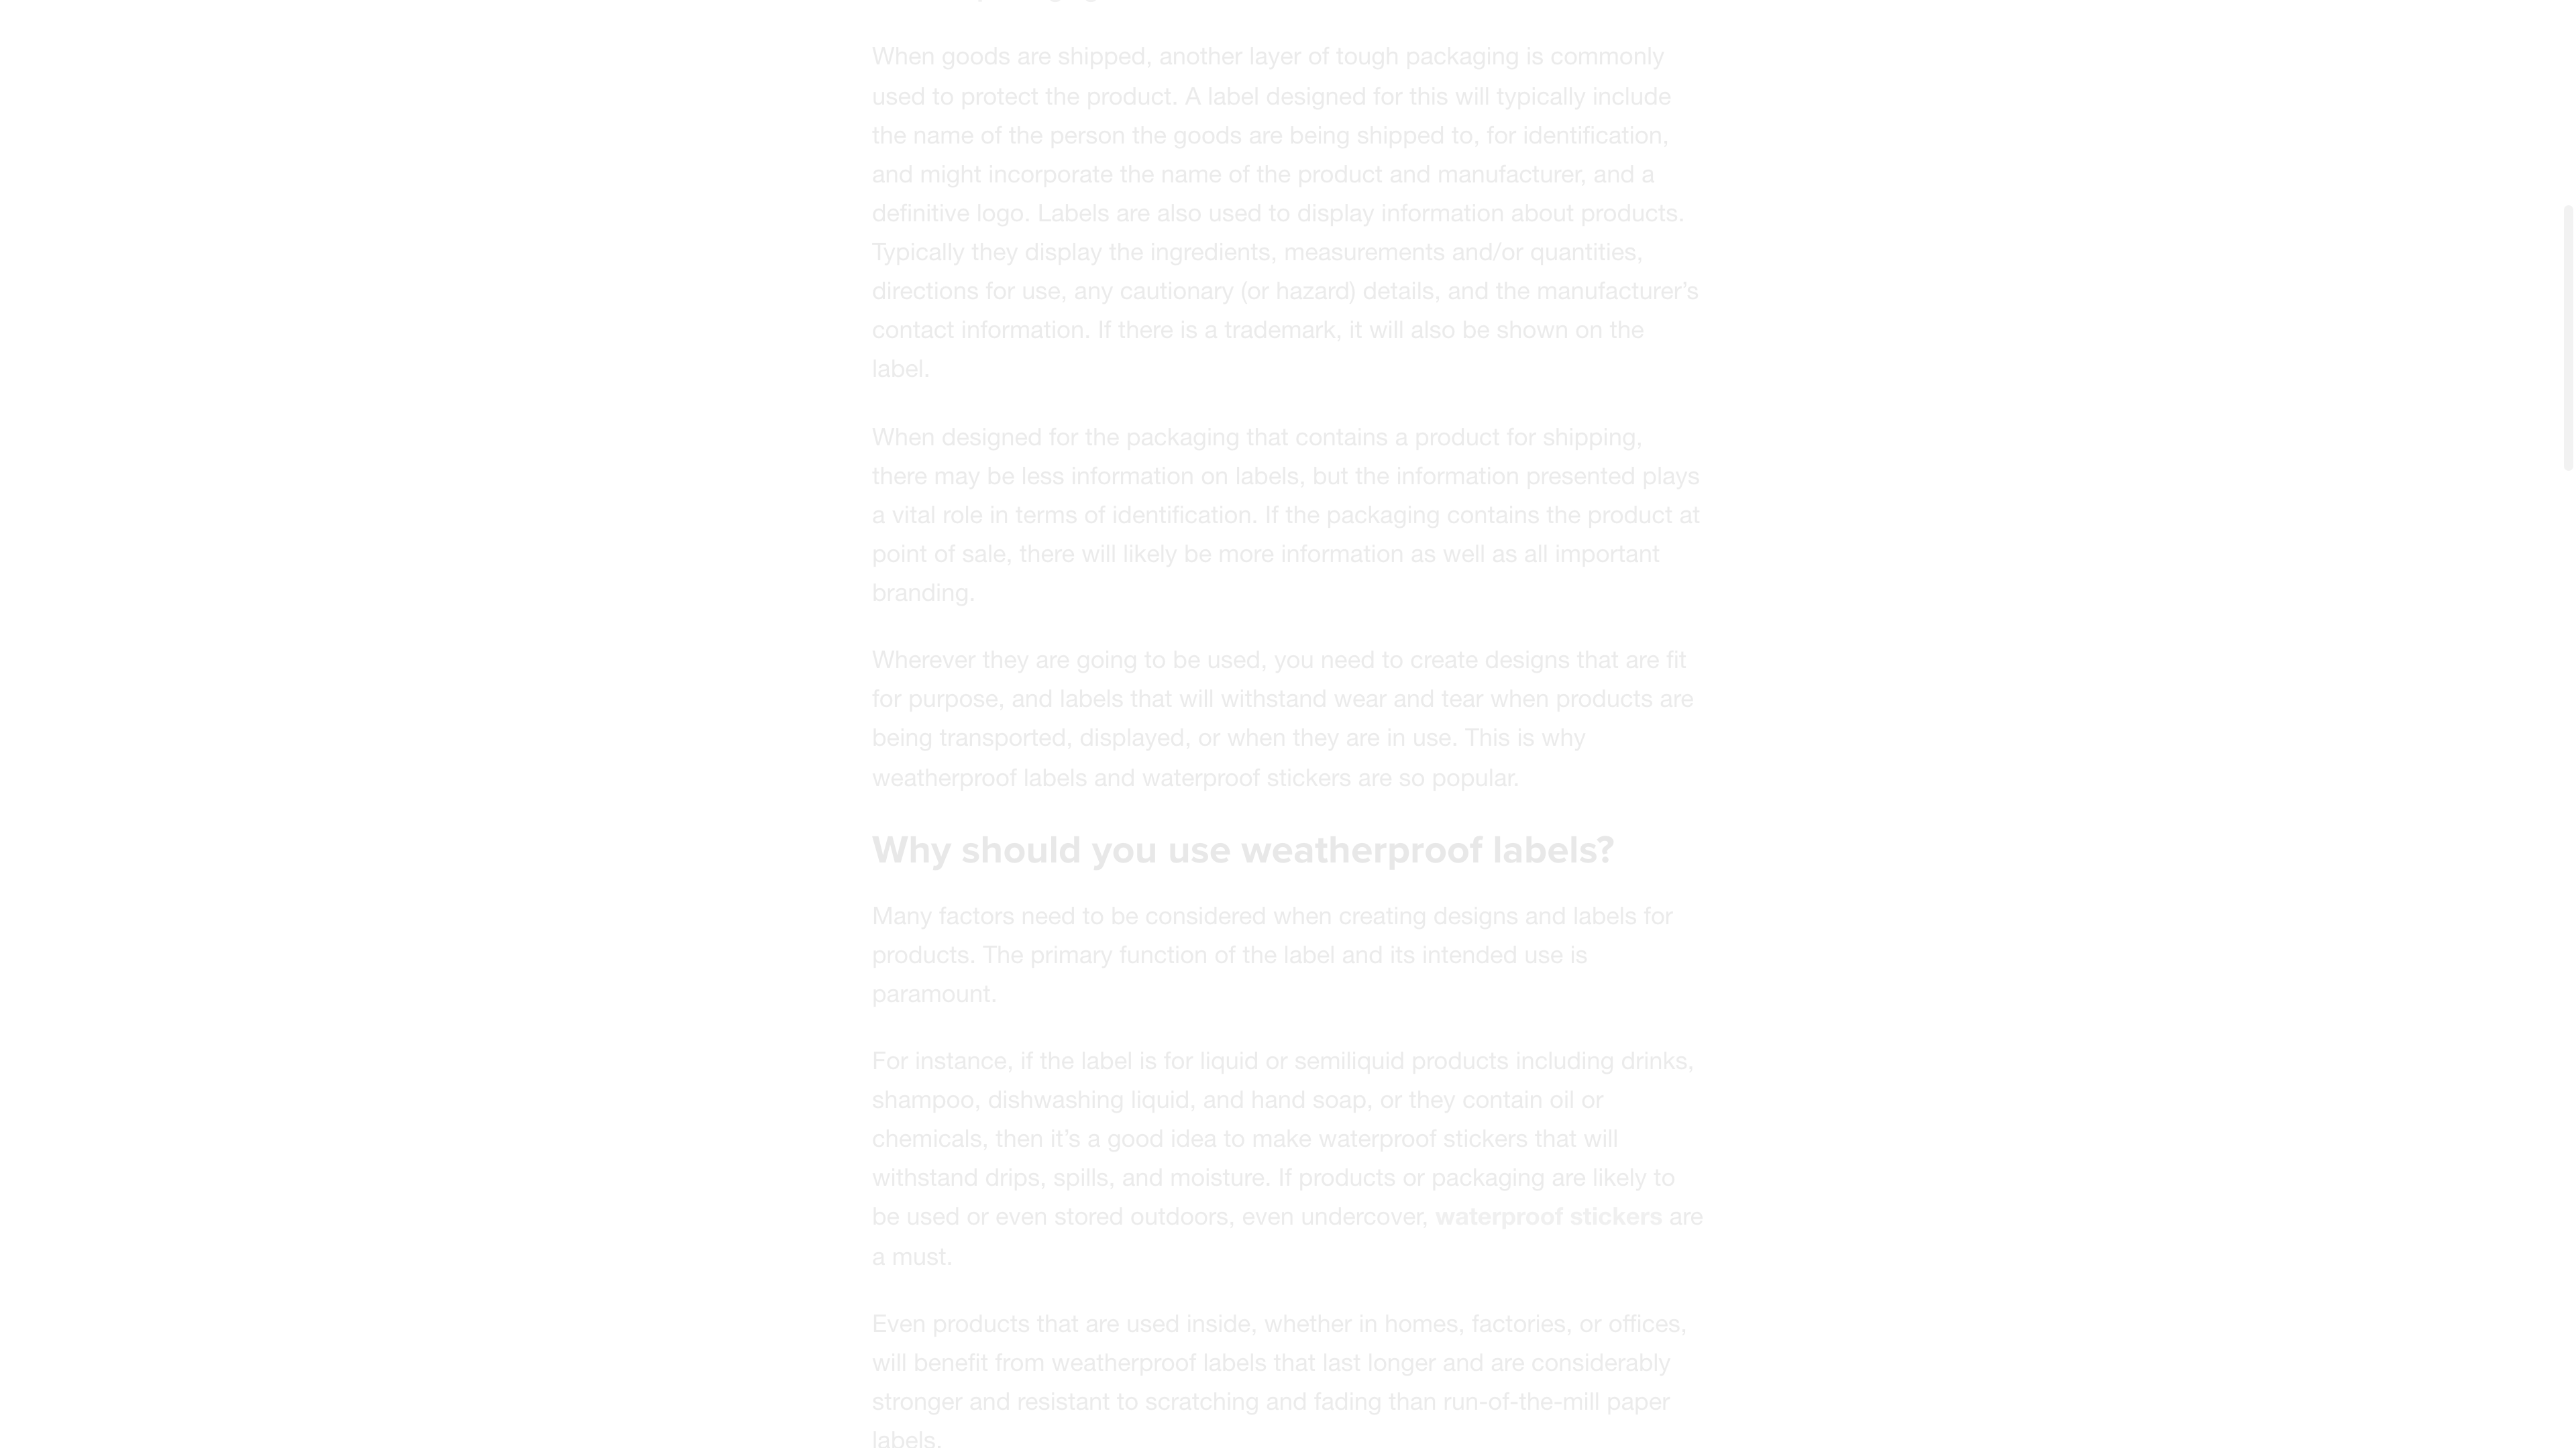 When goods are shipped, another layer of tough packaging is commonly
used to protect the product. A label designed for this will typically include
the name of the person the goods are being shipped to, for identification,
and might incorporate the name of the product and manufacturer, and a
definitive logo. Labels are also used to display information about products.
Typically they display the ingredients, measurements and/or quantities,
directions for use, any cautionary (or hazard) details, and the manufacturer’s
contact information. If there is a trademark, it will also be shown on the
label.
When designed for the packaging that contains a product for shipping,
there may be less information on labels, but the information presented plays
a vital role in terms of identification. If the packaging contains the product at
point of sale, there will likely be more information as well as all important
branding.
Wherever they are going to be used, you need to create designs that are fit
for purpose, and labels that will withstand wear and tear when products are
being transported, displayed, or when they are in use. This is why
weatherproof labels and waterproof stickers are so popular.
Why should you use weatherproof labels?
Many factors need to be considered when creating designs and labels for
products. The primary function of the label and its intended use is
paramount.
For instance, if the label is for liquid or semiliquid products including drinks,
shampoo, dishwashing liquid, and hand soap, or they contain oil or
chemicals, then it’s a good idea to make waterproof stickers that will
withstand drips, spills, and moisture. If products or packaging are likely to
be used or even stored outdoors, even undercover, waterproof stickers are
a must.
Even products that are used inside, whether in homes, factories, or offices,
will benefit from weatherproof labels that last longer and are considerably
stronger and resistant to scratching and fading than run-of-the-mill paper
labels.